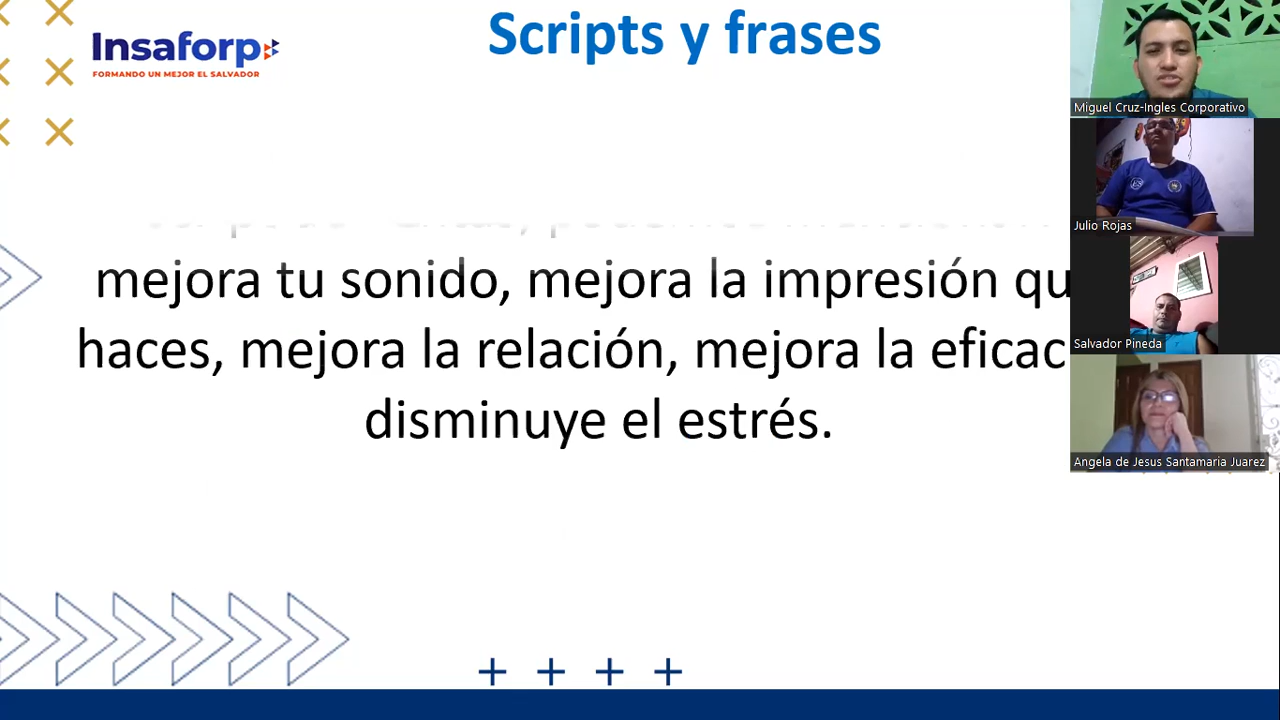 Scripts y frases
Insaforp
FORMANDO UN MEJOR EL SALVADOR
mejora tu sonido, mejora la impresión qu
haces, mejora la relación, mejora la eficac
disminuye el estrés.
Miguel Cruz-Ingles Corporativo
Julio Rojas
Salvador Pineda
Angela de Jesus Santamaria Juarez